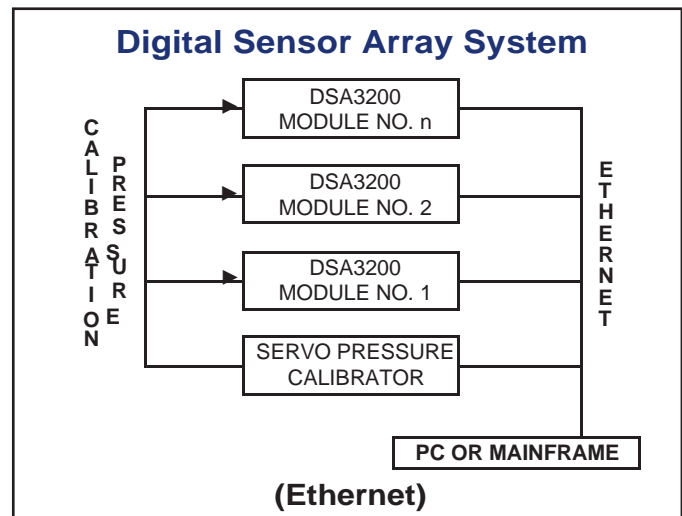 Digital Sensor Array System
CALIBRATION
PRESSURE
DSA3200
MODULE NO. n
DSA3200
MODULE NO. 2
DSA3200
MODULE NO. 1
SERVO PRESSURE
CALIBRATOR
ETHERNET
PC OR MAINFRAME
(Ethernet)